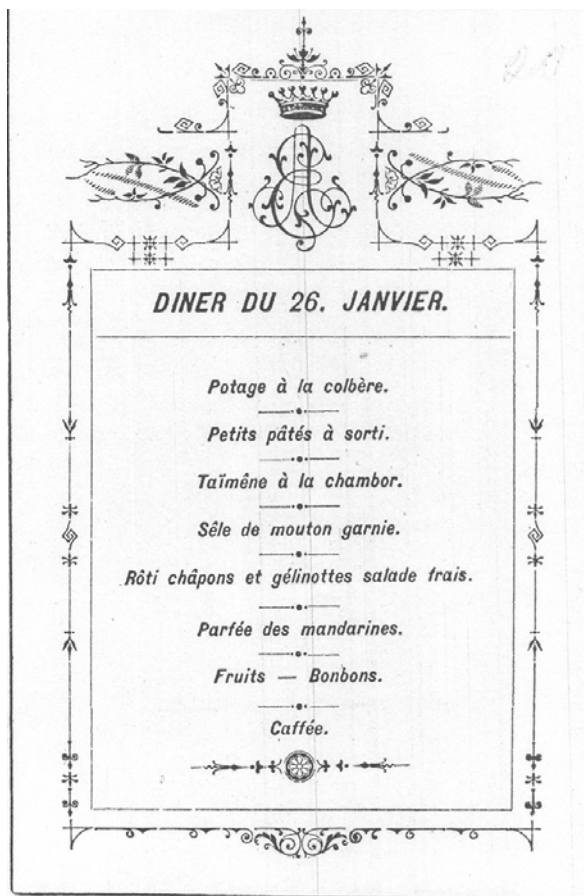 DINER DU 26. JANVIER.
Potage à la colbère.
Petits pâtés à sorti.
Taïmêne à la chambor.
Sêle de mouton garnie.
Rôti châpons et gélinottes salade frais.
Parfée des mandarines.
Fruits — Bonbons.
Caffée.